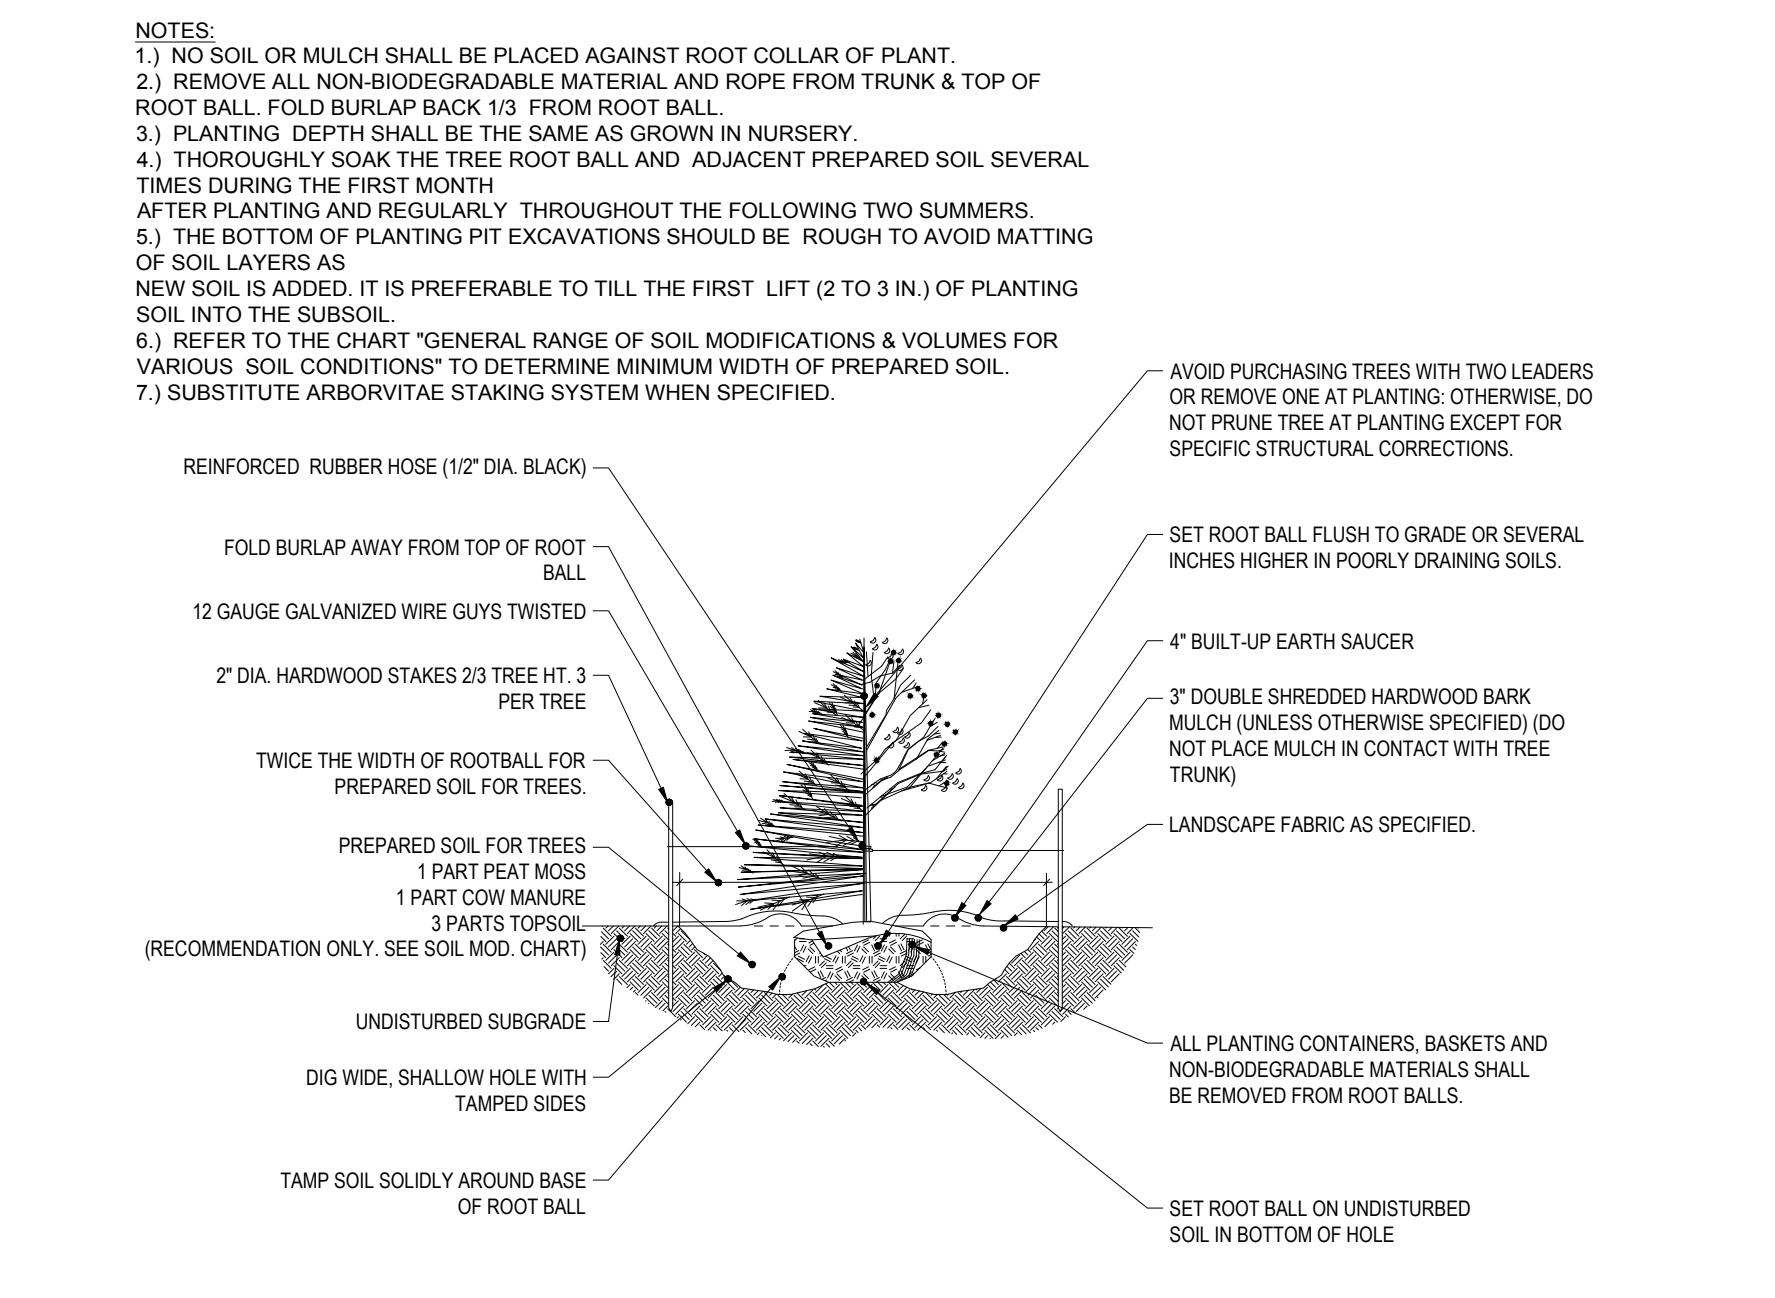 NOTES:
1.) NO SOIL OR MULCH SHALL BE PLACED AGAINST ROOT COLLAR OF PLANT.
2.) REMOVE ALL NON-BIODEGRADABLE MATERIAL AND ROPE FROM TRUNK & TOP OF
ROOT BALL. FOLD BURLAP BACK 1/3 FROM ROOT BALL.
3.) PLANTING DEPTH SHALL BE THE SAME AS GROWN IN NURSERY.
4.) THOROUGHLY SOAK THE TREE ROOT BALL AND ADJACENT PREPARED SOIL SEVERAL
TIMES DURING THE FIRST MONTH
AFTER PLANTING AND REGULARLY THROUGHOUT THE FOLLOWING TWO SUMMERS.
5.) THE BOTTOM OF PLANTING PIT EXCAVATIONS SHOULD BE ROUGH TO AVOID MATTING
OF SOIL LAYERS AS
NEW SOIL IS ADDED. IT IS PREFERABLE TO TILL THE FIRST LIFT (2 TO 3 IN.) OF PLANTING
SOIL INTO THE SUBSOIL.
6.) REFER TO THE CHART "GENERAL RANGE OF SOIL MODIFICATIONS & VOLUMES FOR
VARIOUS SOIL CONDITIONS" TO DETERMINE MINIMUM WIDTH OF PREPARED SOIL.
7.) SUBSTITUTE ARBORVITAE STAKING SYSTEM WHEN SPECIFIED.
REINFORCED RUBBER HOSE (1/2" DIA. BLACK)
FOLD BURLAP AWAY FROM TOP OF ROOT
BALL
12 GAUGE GALVANIZED WIRE GUYS TWISTED
2" DIA. HARDWOOD STAKES 2/3 TREE HT. 3
PER TREE
TWICE THE WIDTH OF ROOTBALL FOR
PREPARED SOIL FOR TREES.
PREPARED SOIL FOR TREES
1 PART PEAT MOSS
1 PART COW MANURE
3 PARTS TOPSOIL
(RECOMMENDATION ONLY. SEE SOIL MOD. CHART)
UNDISTURBED SUBGRADE
DIG WIDE, SHALLOW HOLE WITH
TAMPED SIDES
TAMP SOIL SOLIDLY AROUND BASE
OF ROOT BALL
AVOID PURCHASING TREES WITH TWO LEADERS
OR REMOVE ONE AT PLANTING: OTHERWISE, DO
NOT PRUNE TREE AT PLANTING EXCEPT FOR
SPECIFIC STRUCTURAL CORRECTIONS.
SET ROOT BALL FLUSH TO GRADE OR SEVERAL
INCHES HIGHER IN POORLY DRAINING SOILS.
4" BUILT-UP EARTH SAUCER
3" DOUBLE SHREDDED HARDWOOD BARK
MULCH (UNLESS OTHERWISE SPECIFIED) (DO
NOT PLACE MULCH IN CONTACT WITH TREE
TRUNK)
LANDSCAPE FABRIC AS SPECIFIED.
ALL PLANTING CONTAINERS, BASKETS AND
NON-BIODEGRADABLE MATERIALS SHALL
BE REMOVED FROM ROOT BALLS.
SET ROOT BALL ON UNDISTURBED
SOIL IN BOTTOM OF HOLE